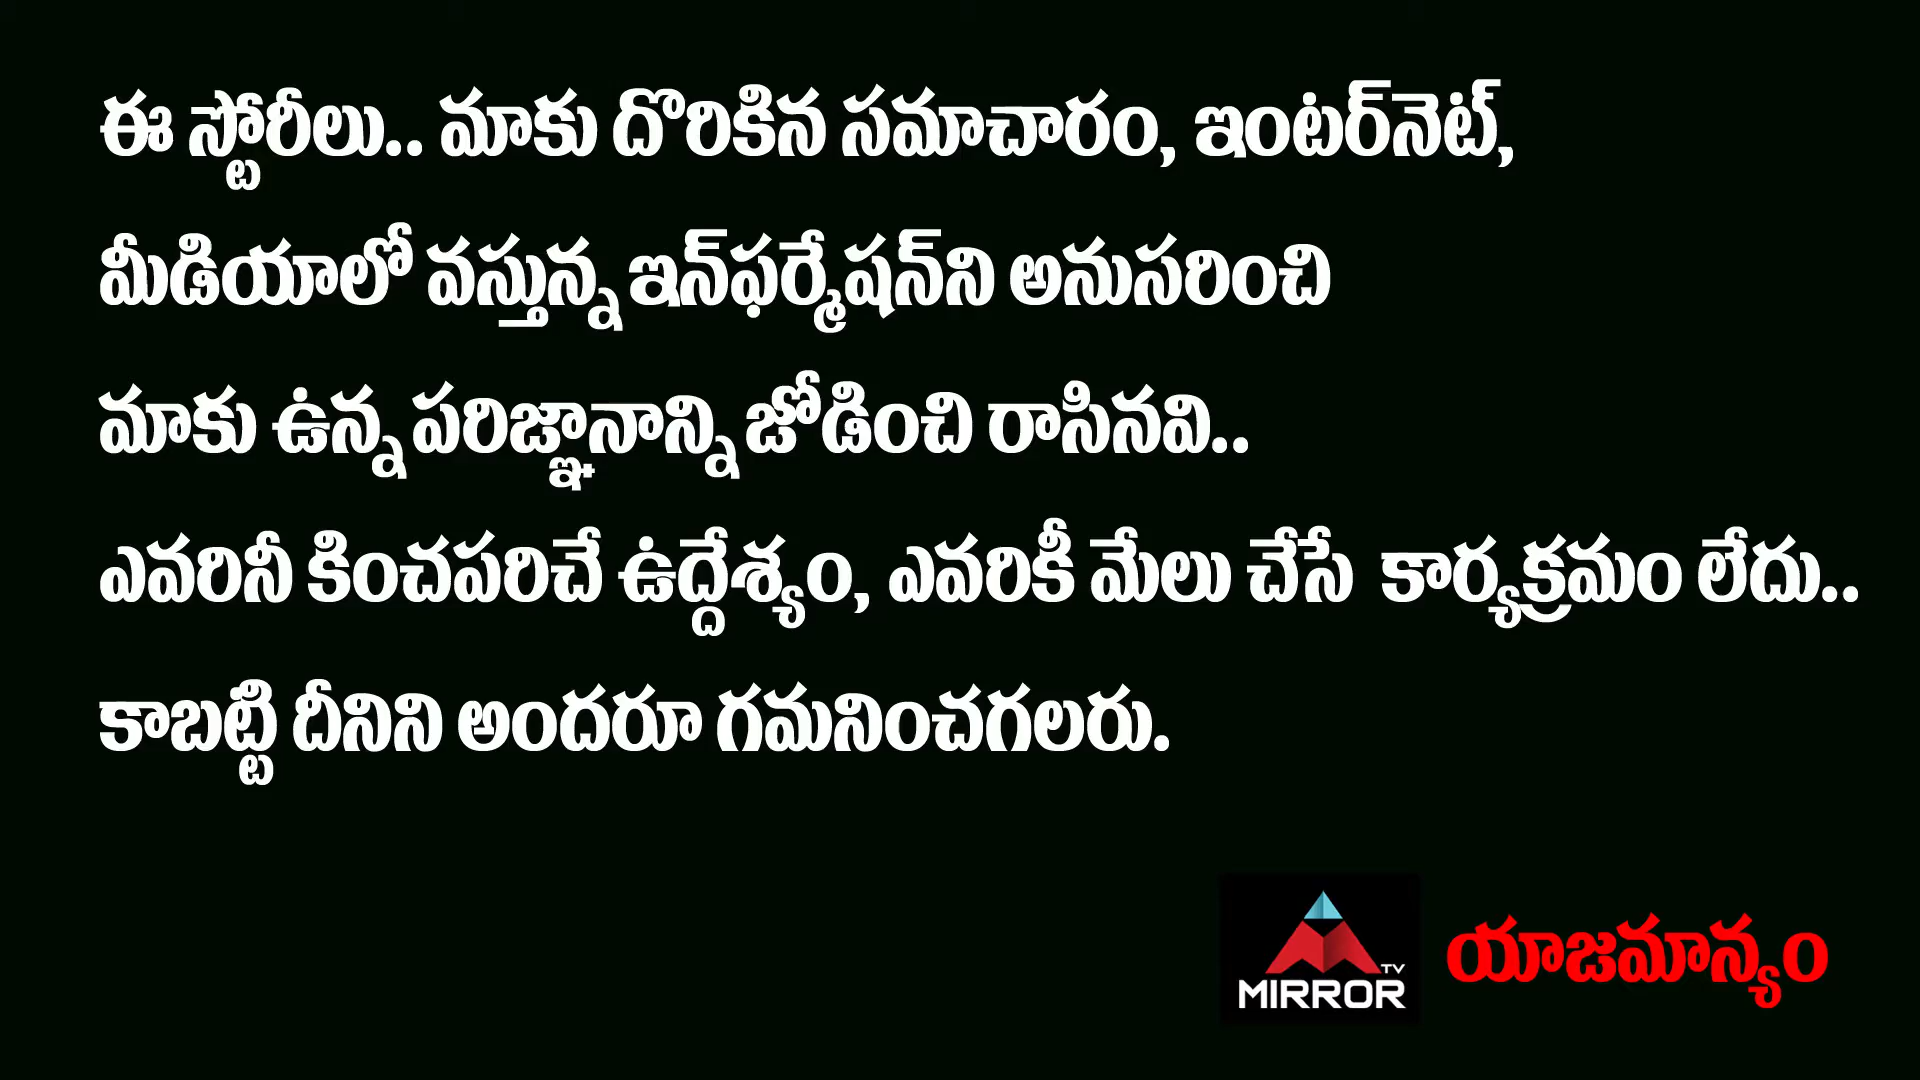 ఈ స్టోరీలు.. మాకు దొరికిన సమాచారం, ఇంటర్‌నెట్,
మీడియాలో వస్తున్న ఇన్‌ఫర్మేషన్‌ని అనుసరించి
మాకు ఉన్న పరిజ్ఞానాన్ని జోడించి రాసినవి..
ఎవరినీ కించపరిచే ఉద్దేశ్యం, ఎవరికీ మేలు చేసే కార్యక్రమం లేదు..
కాబట్టి దీనిని అందరూ గమనించగలరు.
TV
MIRROR
యాజమాన్యం